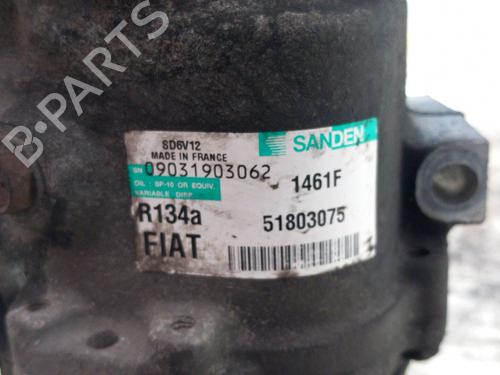 SD6V12
MADE IN FRANCE
SANDEN
SN 09031903062
OIL : SP-10 OR EQUIV.
VARIABLE DISP.
1461F
R134a
51803075
FIAT
B-PARTS